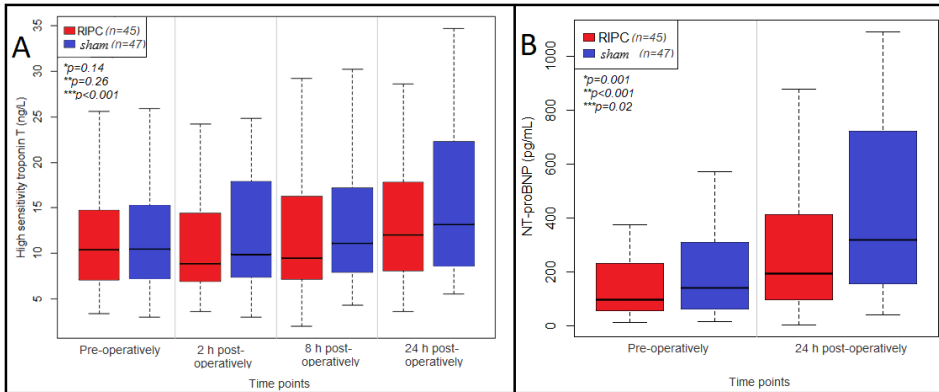 A
RIPC (n=45)
sham (n=47)
*p=0.14
**p=0.26
***p<0.001
High sensitivity troponin T (ng/L)
35
30
25
20
15
10
5
Pre-operatively
2 h post-
operatively
8 h post-
operatively
24 h post-
operatively
Time points
B
RIPC (n=45)
sham (n=47)
*p=0.001
**p<0.001
***p=0.02
NT-proBNP (pg/mL)
1000
800
600
400
200
0
Pre-operatively
24 h post-operatively
Time points